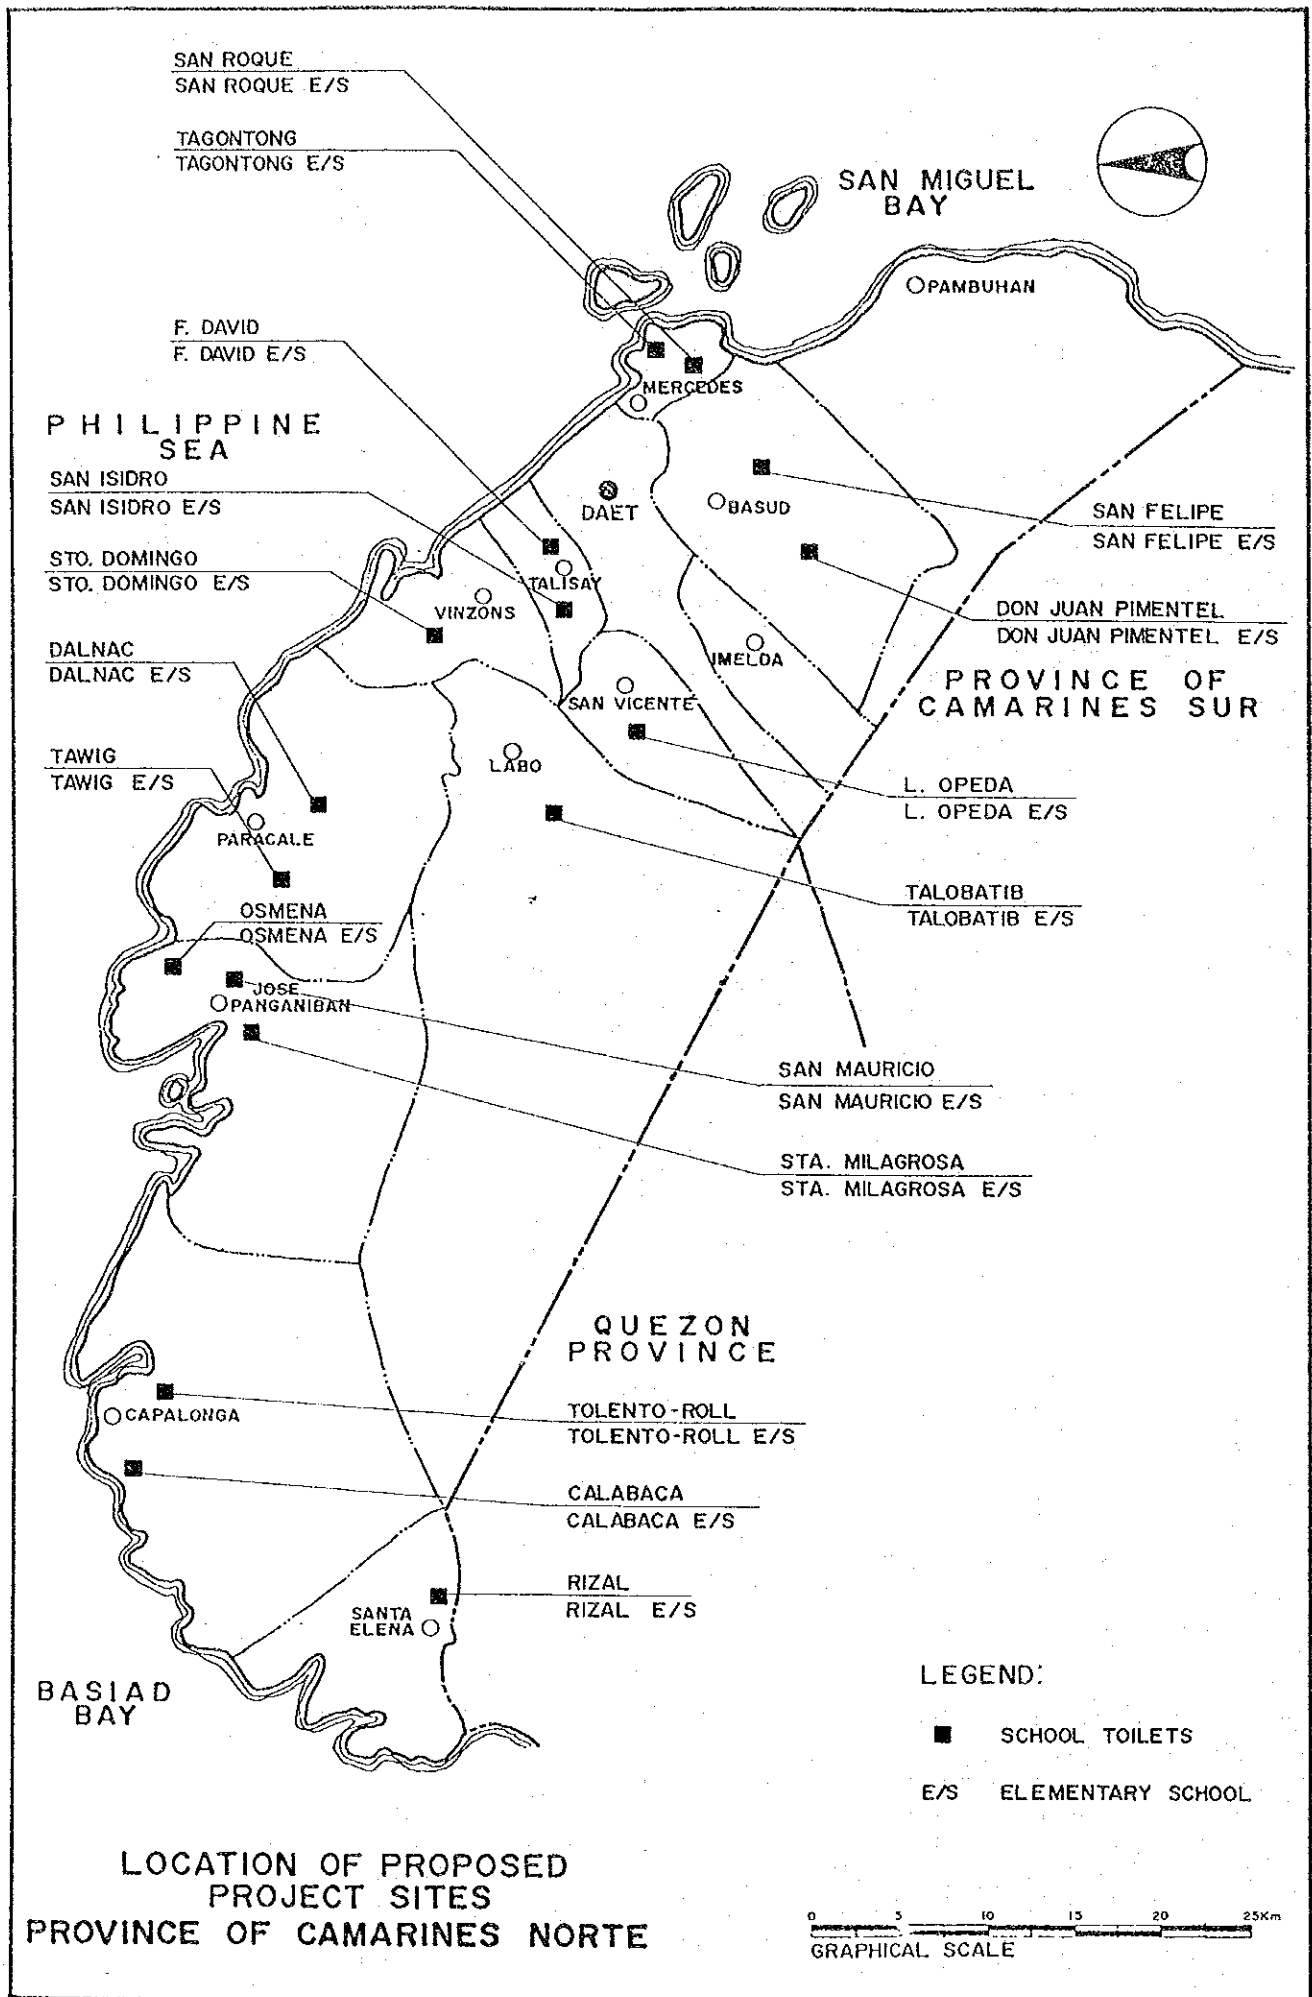 SAN ROQUE
SAN ROQUE E/S
TAGONTONG
TAGONTONG E/S
SAN MIGUEL
BAY
PAMBUHAN
F. DAVID
F. DAVID E/S
MERCEDES
PHILIPPINE
SEA
SAN ISIDRO
SAN ISIDRO E/S
DAET
BASUD
SAN FELIPE
SAN FELIPE E/S
STO. DOMINGO
STO. DOMINGO E/S
TALISAY
VINZONS
DON JUAN PIMENTEL
DON JUAN PIMENTEL E/S
DALNAC
DALNAC E/S
IMELDA
PROVINCE OF
CAMARINES SUR
SAN VICENTE
TAWIG
TAWIG E/S
LABO
L. OPEDA
L. OPEDA E/S
PARACALE
TALOBATIB
TALOBATIB E/S
OSMENA
OSMENA E/S
JOSE
PANGANIBAN
SAN MAURICIO
SAN MAURICIO E/S
STA. MILAGROSA
STA. MILAGROSA E/S
QUEZON
PROVINCE
TOLENTO-ROLL
TOLENTO-ROLL E/S
CAPALONGA
CALABACA
CALABACA E/S
RIZAL
RIZAL E/S
SANTA
ELENA
BASIAD
BAY
LEGEND:
SCHOOL TOILETS
E/S ELEMENTARY SCHOOL
LOCATION OF PROPOSED
PROJECT SITES
PROVINCE OF CAMARINES NORTE
0 5 10 15 20 25Km
GRAPHICAL SCALE